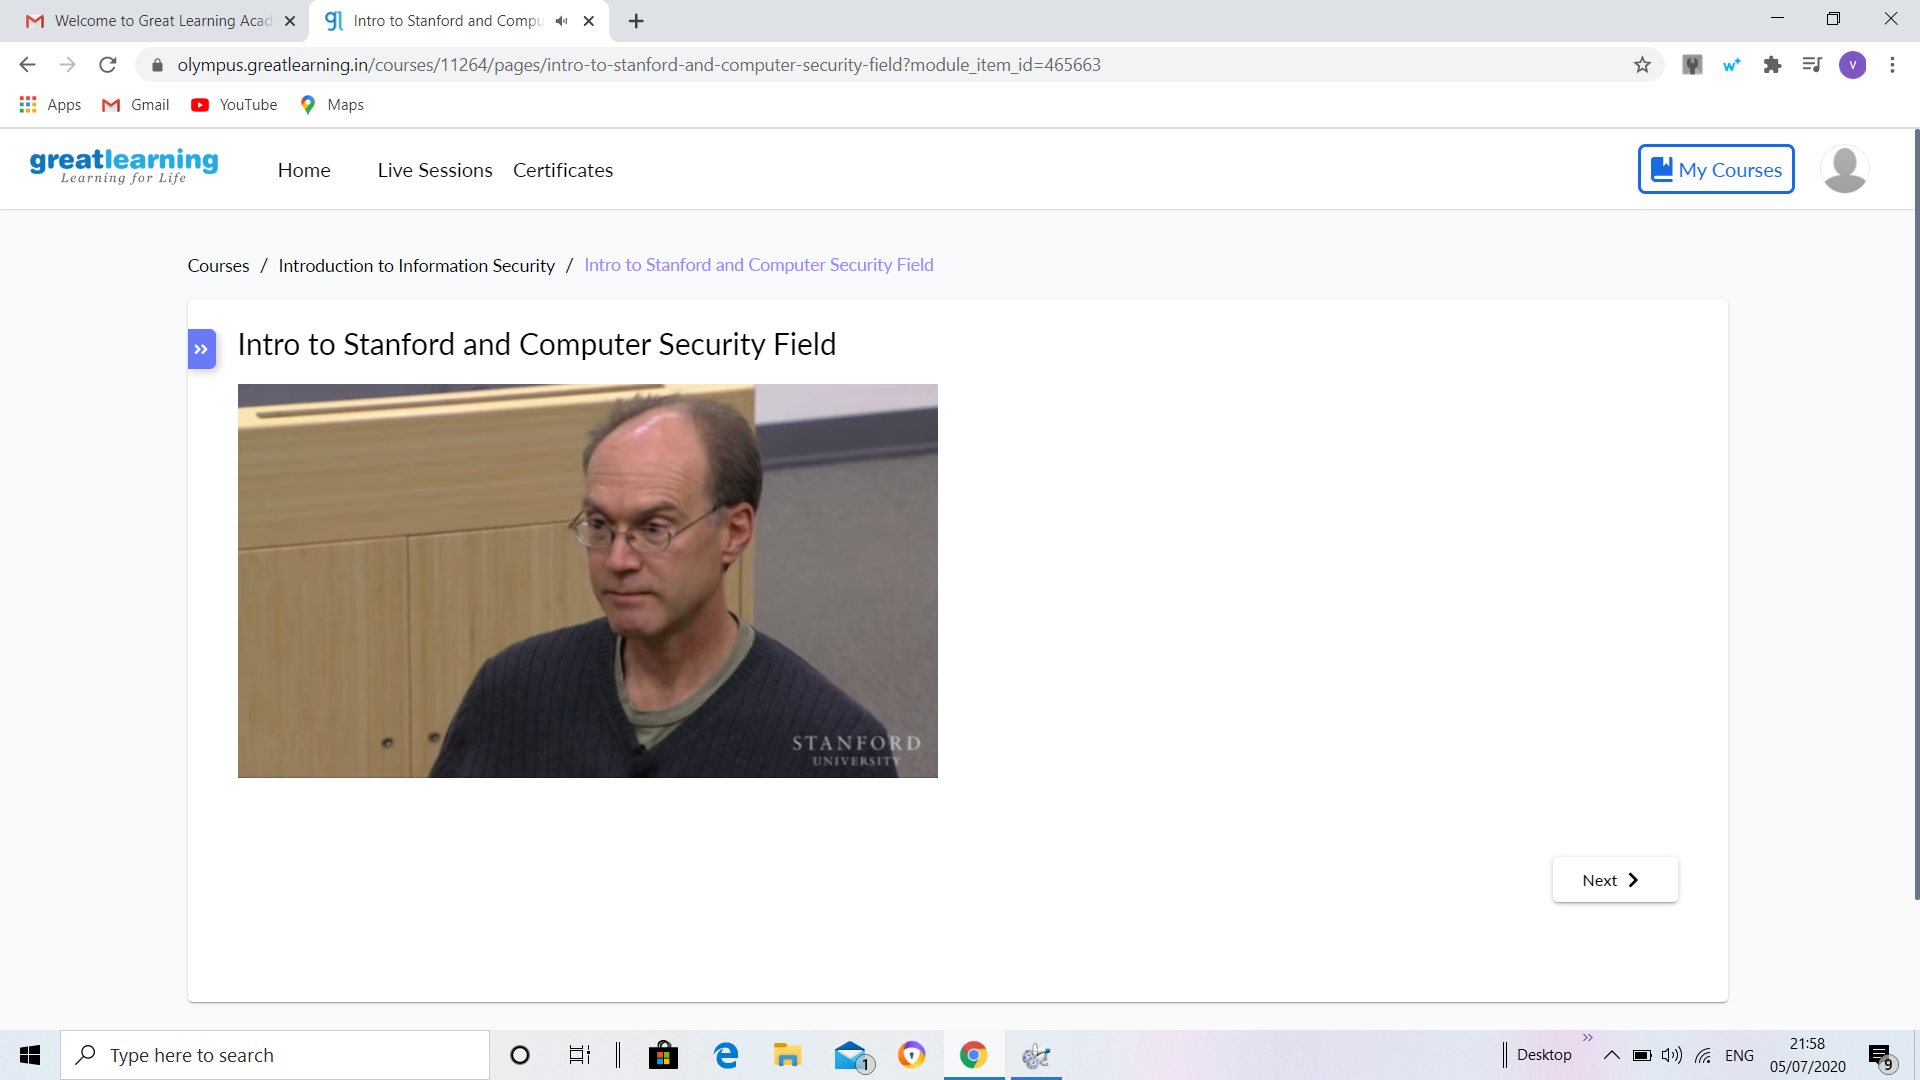 Welcome to Great Learning Acad
gl Intro to Stanford and Compu
olympus.greatlearning.in/courses/11264/pages/intro-to-stanford-and-computer-security-field?module_item_id=465663
w+
V
Apps Gmail YouTube Maps
greatlearning
Learning for Life
Home Live Sessions Certificates
My Courses
Courses / Introduction to Information Security / Intro to Stanford and Computer Security Field
Intro to Stanford and Computer Security Field
STANFORD
UNIVERSITY
Next
Type here to search
1
Desktop
ENG
21:58
05/07/2020
9